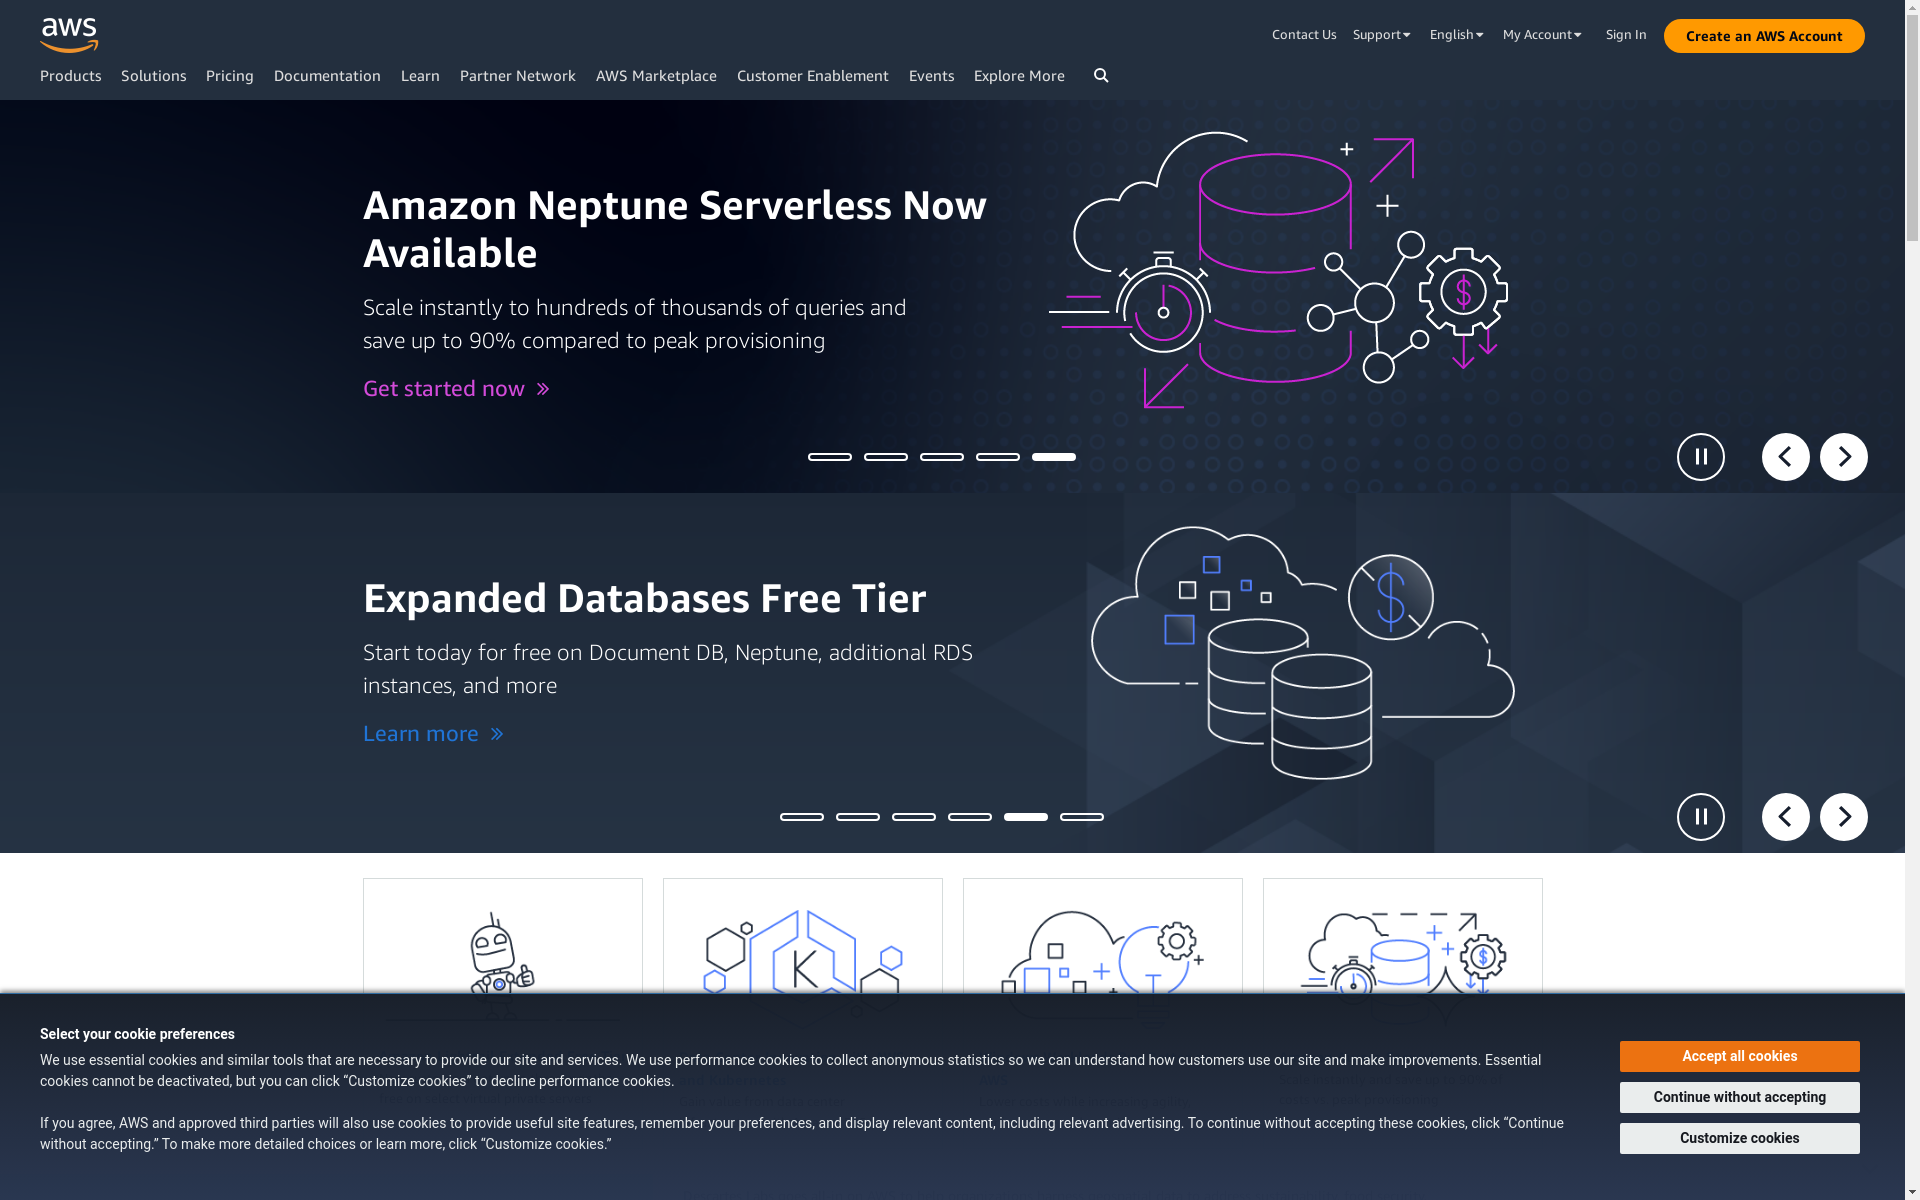 aws
Contact Us Support English My Account Sign In Create an AWS Account
Products Solutions Pricing Documentation Learn Partner Network AWS Marketplace Customer Enablement Events Explore More
Amazon Neptune Serverless Now
Available
Scale instantly to hundreds of thousands of queries and
save up to 90% compared to peak provisioning
Get started now
Expanded Databases Free Tier
Start today for free on Document DB, Neptune, additional RDS
instances, and more
Learn more
K
Select your cookie preferences
We use essential cookies and similar tools that are necessary to provide our site and services. We use performance cookies to collect anonymous statistics so we can understand how customers use our site and make improvements. Essential
cookies cannot be deactivated, but you can click “Customize cookies” to decline performance cookies.
If you agree, AWS and approved third parties will also use cookies to provide useful site features, remember your preferences, and display relevant content, including relevant advertising. To continue without accepting these cookies, click “Continue
without accepting.” To make more detailed choices or learn more, click “Customize cookies.”
Accept all cookies
Continue without accepting
Customize cookies